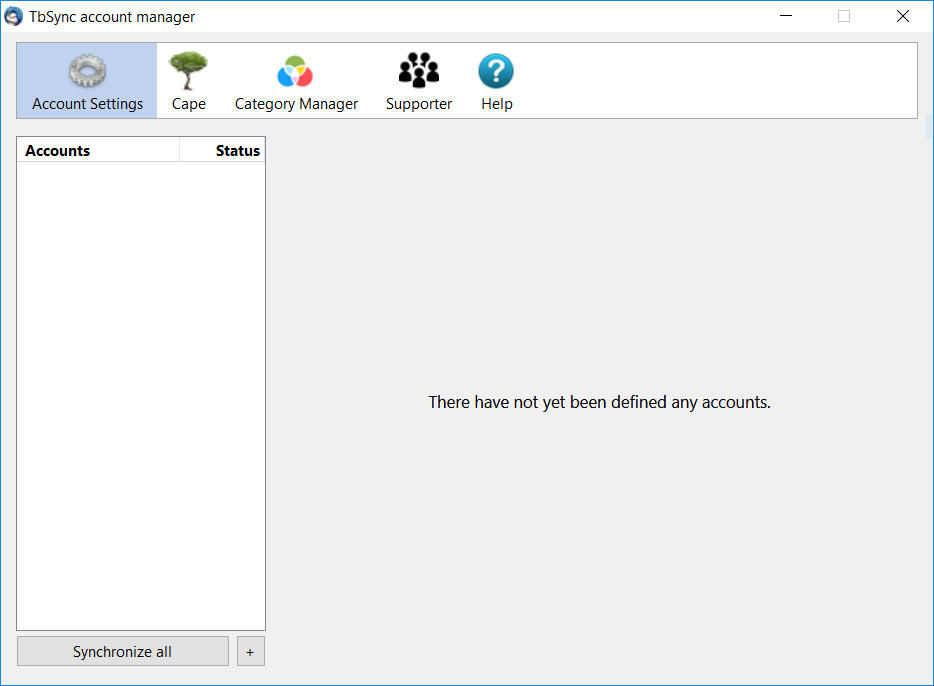 TbSync account manager
Account Settings
Cape
Category Manager
Supporter
Help
Accounts Status
There have not yet been defined any accounts.
Synchronize all +